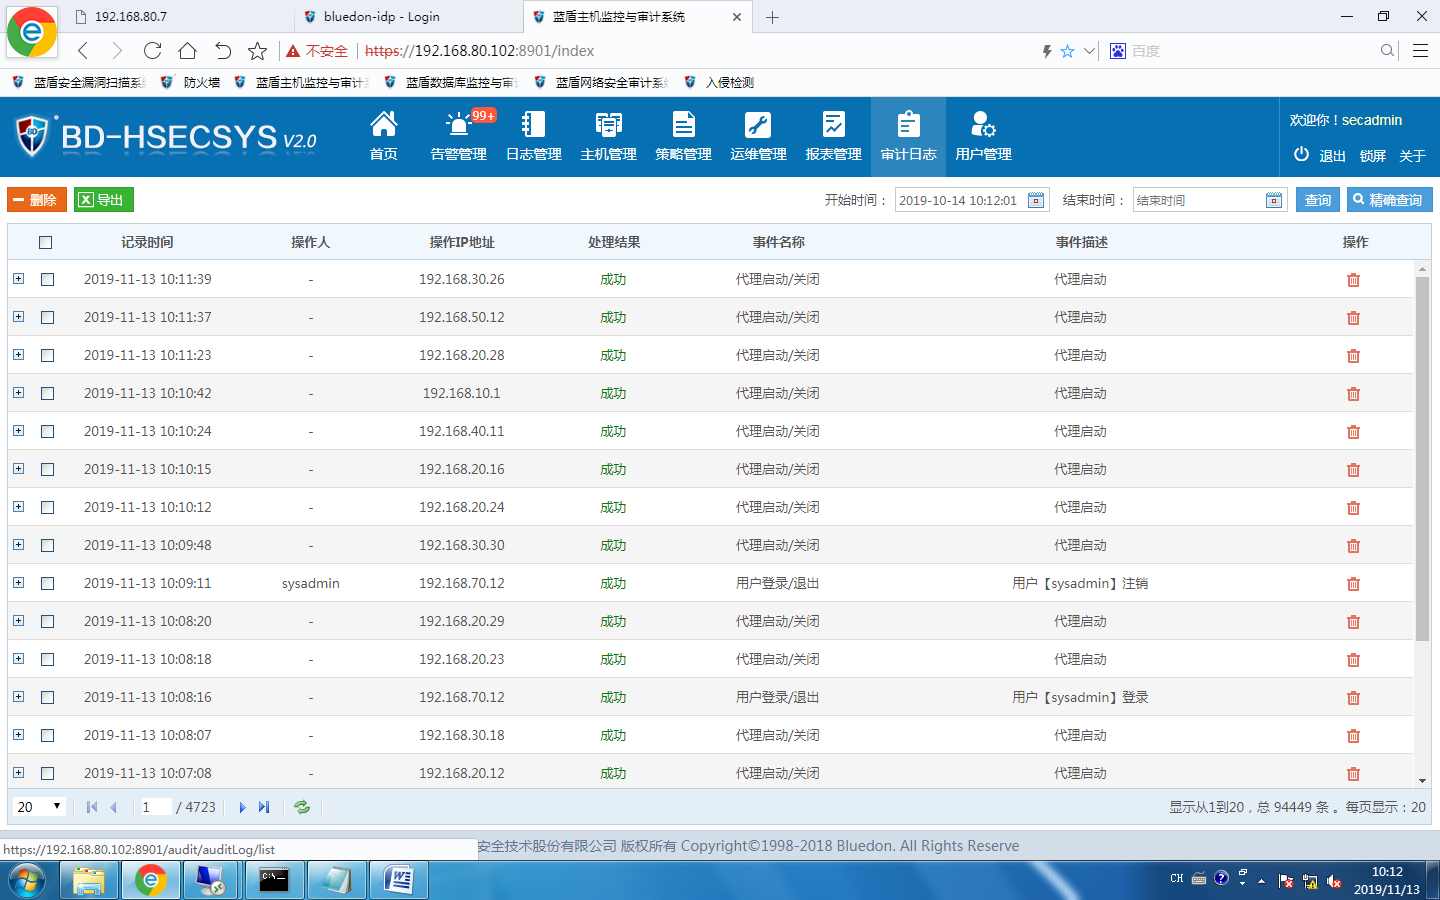 192.168.80.7
bluedon-idp - Login
蓝盾主机监控与审计系统
不安全
https://192.168.80.102:8901/index
百度
蓝盾安全漏洞扫描系统
防火墙
蓝盾主机监控与审计
蓝盾数据库监控与审
蓝盾网络安全审计系
入侵检测
BD-HSECSYS V2.0
首页
99+
告警管理
日志管理
主机管理
策略管理
运维管理
报表管理
审计日志
用户管理
欢迎你！secadmin
退出 锁屏 关于
删除
导出
开始时间： 2019-10-14 10:12:01
结束时间： 结束时间
查询
精确查询
记录时间 操作人 操作IP地址 处理结果 事件名称 事件描述 操作
2019-11-13 10:11:39 - 192.168.30.26 成功 代理启动/关闭 代理启动
2019-11-13 10:11:37 - 192.168.50.12 成功 代理启动/关闭 代理启动
2019-11-13 10:11:23 - 192.168.20.28 成功 代理启动/关闭 代理启动
2019-11-13 10:10:42 - 192.168.10.1 成功 代理启动/关闭 代理启动
2019-11-13 10:10:24 - 192.168.40.11 成功 代理启动/关闭 代理启动
2019-11-13 10:10:15 - 192.168.20.16 成功 代理启动/关闭 代理启动
2019-11-13 10:10:12 - 192.168.20.24 成功 代理启动/关闭 代理启动
2019-11-13 10:09:48 - 192.168.30.30 成功 代理启动/关闭 代理启动
2019-11-13 10:09:11 sysadmin 192.168.70.12 成功 用户登录/退出 用户【sysadmin】注销
2019-11-13 10:08:20 - 192.168.20.29 成功 代理启动/关闭 代理启动
2019-11-13 10:08:18 - 192.168.20.23 成功 代理启动/关闭 代理启动
2019-11-13 10:08:16 - 192.168.70.12 成功 用户登录/退出 用户【sysadmin】登录
2019-11-13 10:08:07 - 192.168.30.18 成功 代理启动/关闭 代理启动
2019-11-13 10:07:08 - 192.168.20.12 成功 代理启动/关闭 代理启动
20
1 / 4723
显示从1到20，总 94449 条 。每页显示：20
https://192.168.80.102:8901/audit/auditLog/list
安全技术股份有限公司 版权所有 Copyright©1998-2018 Bluedon. All Rights Reserve
CH
10:12
2019/11/13